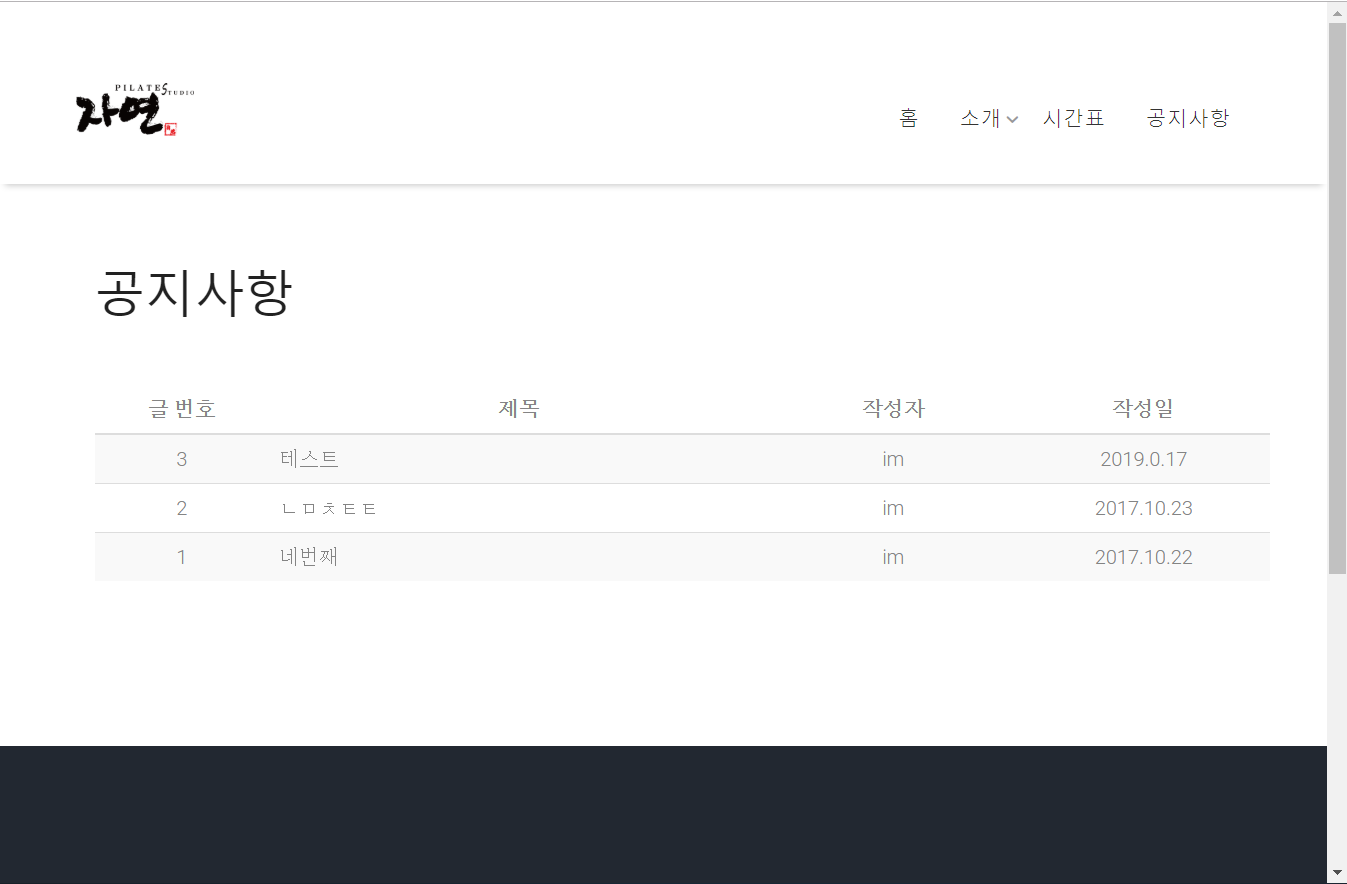 PILATES STUDIO
자연
홈 소개 시간표 공지사항
공지사항
글 번호 제목 작성자 작성일
3 테스트 im 2019.0.17
2 ㄴㅁㅊㅌㅌ im 2017.10.23
1 네번째 im 2017.10.22